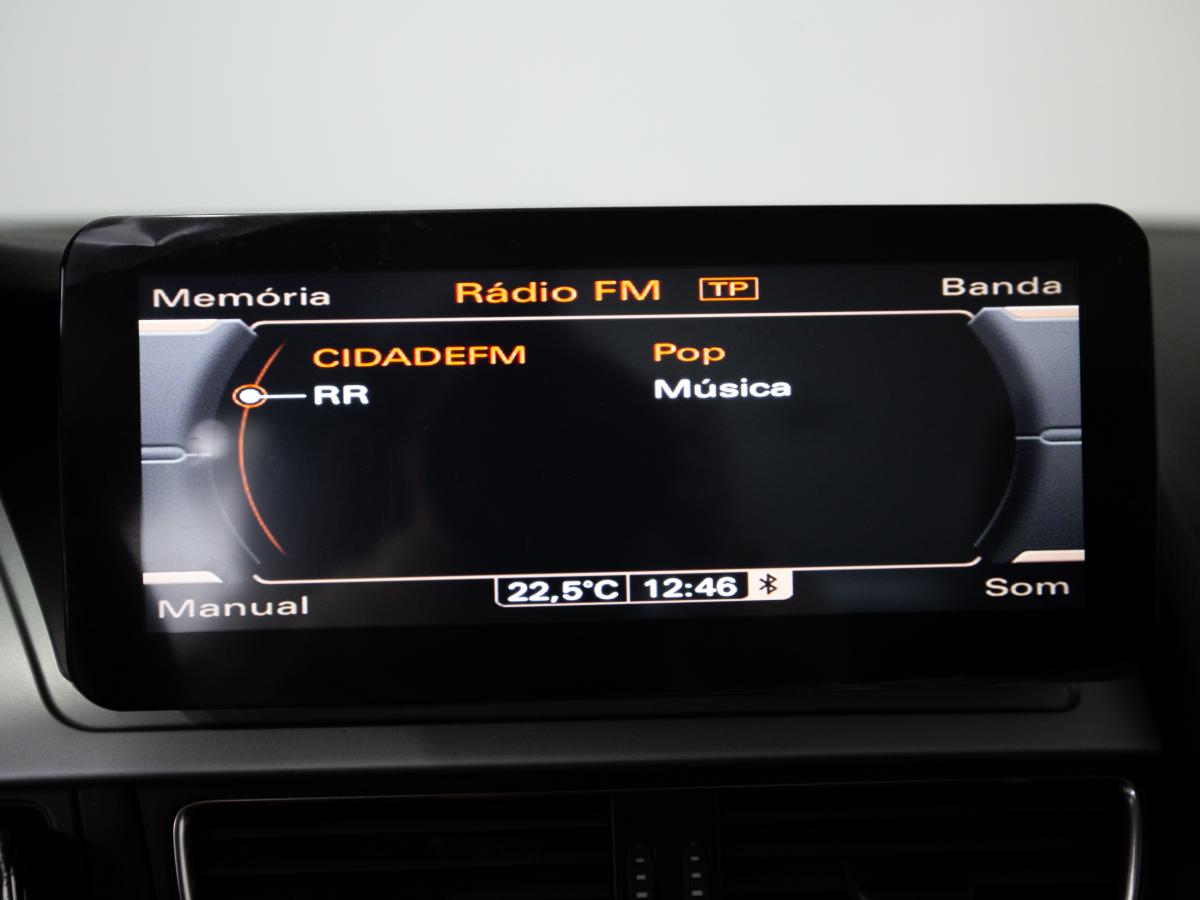 Memória Rádio FM TP Banda
CIDADEFM Pop
RR Música
Manual 22,5°C 12:46 Som